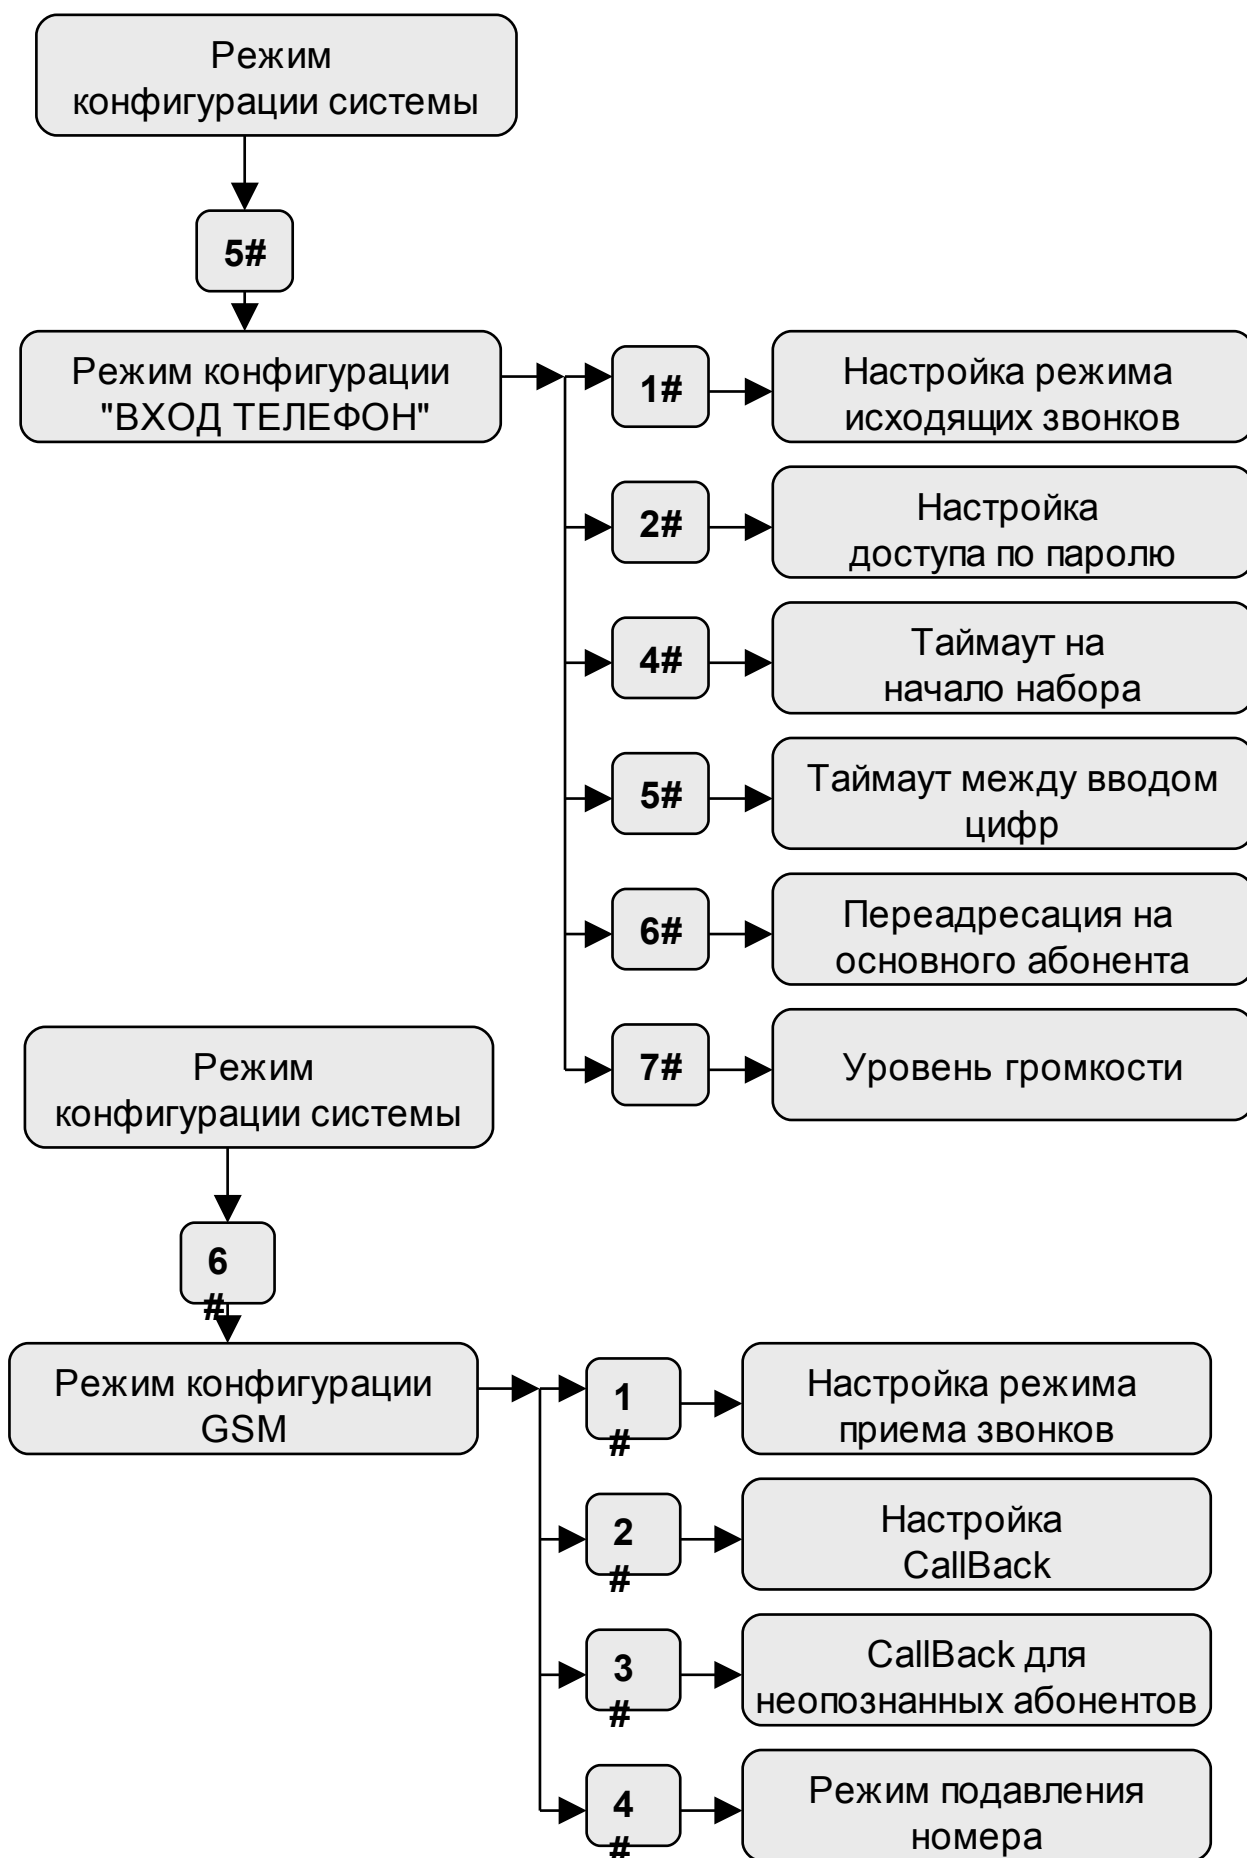 Режим
конфигурации системы
5#
Режим конфигурации
"ВХОД ТЕЛЕФОН"
1#
Настройка режима
исходящих звонков
2#
Настройка
доступа по паролю
4#
Таймаут на
начало набора
5#
Таймаут между вводом
цифр
6#
Переадресация на
основного абонента
7#
Уровень громкости
Режим
конфигурации системы
6
#
Режим конфигурации
GSM
1
#
Настройка режима
приема звонков
2
#
Настройка
CallBack
3
#
CallBack для
неопознанных абонентов
4
#
Режим подавления
номера